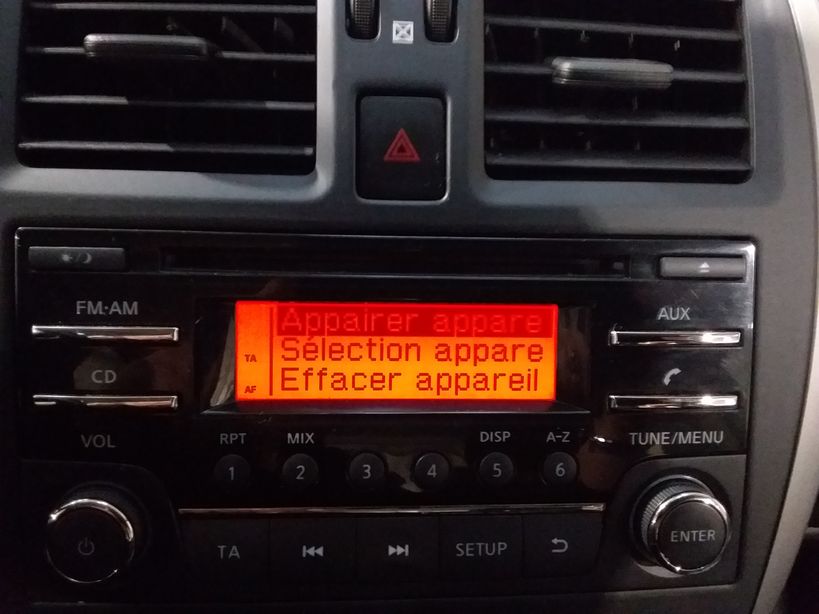 FM·AM
CD
VOL
Appairer appare
TA Sélection appare
AF Effacer appareil
AUX
TUNE/MENU
RPT MIX DISP A-Z
1 2 3 4 5 6
TA SETUP
ENTER